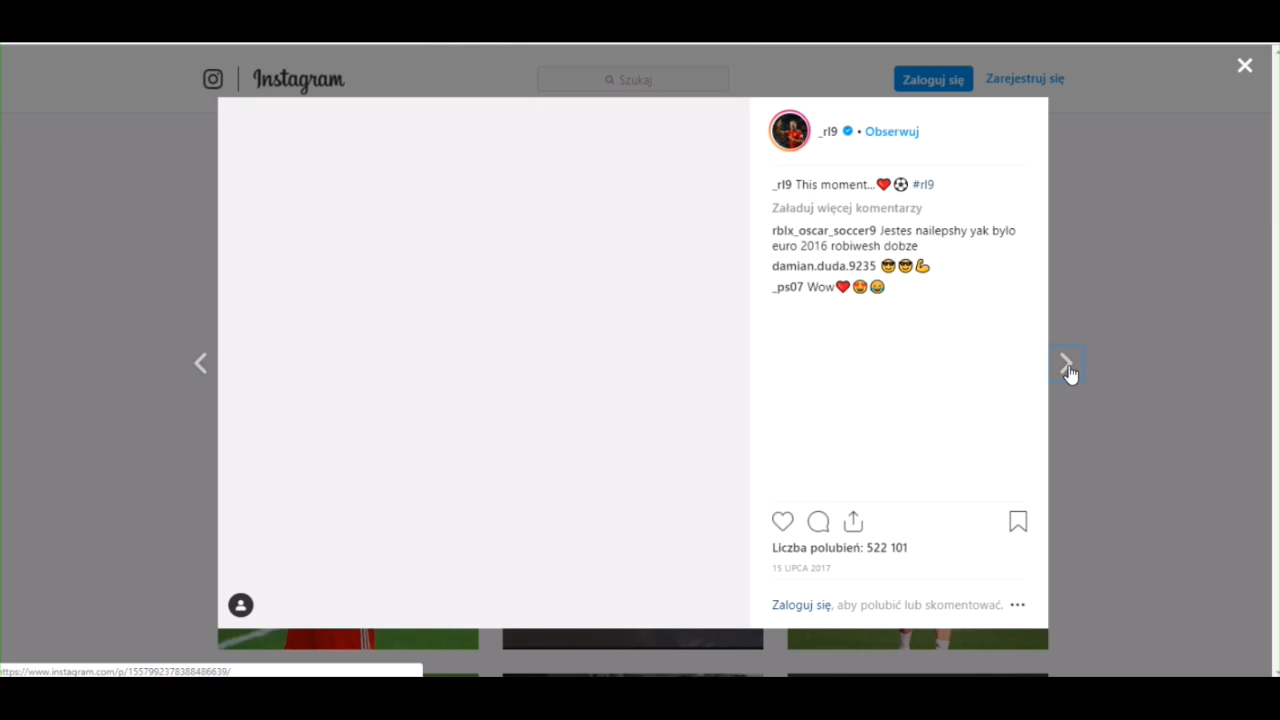 Instagram
Szukaj
Zaloguj się
Zarejestruj się
_rl9 • Obserwuj
_rl9 This moment...❤️⚽ #rl9
Załaduj więcej komentarzy
rblx_oscar_soccer9 Jestes nailepshy yak bylo
euro 2016 robiwesh dobze
damian.duda.9235 😎😎💪
_ps07 Wow❤️😍😂
Liczba polubień: 522 101
15 LIPCA 2017
Zaloguj się, aby polubić lub skomentować.
https://www.instagram.com/p/1557992378388486639/